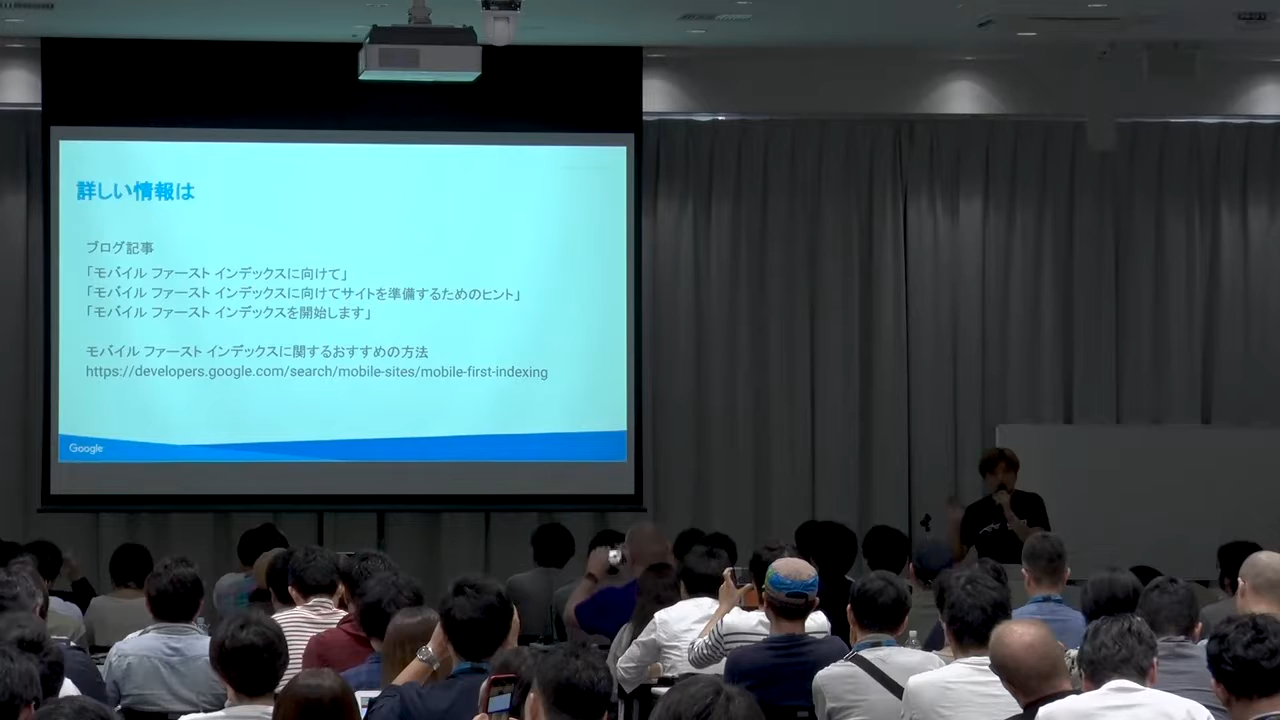 詳しい情報は
ブログ記事
「モバイル ファースト インデックスに向けて」
「モバイル ファースト インデックスに向けてサイトを準備するためのヒント」
「モバイル ファースト インデックスを開始します」
モバイル ファースト インデックスに関するおすすめの方法
https://developers.google.com/search/mobile-sites/mobile-first-indexing
Google